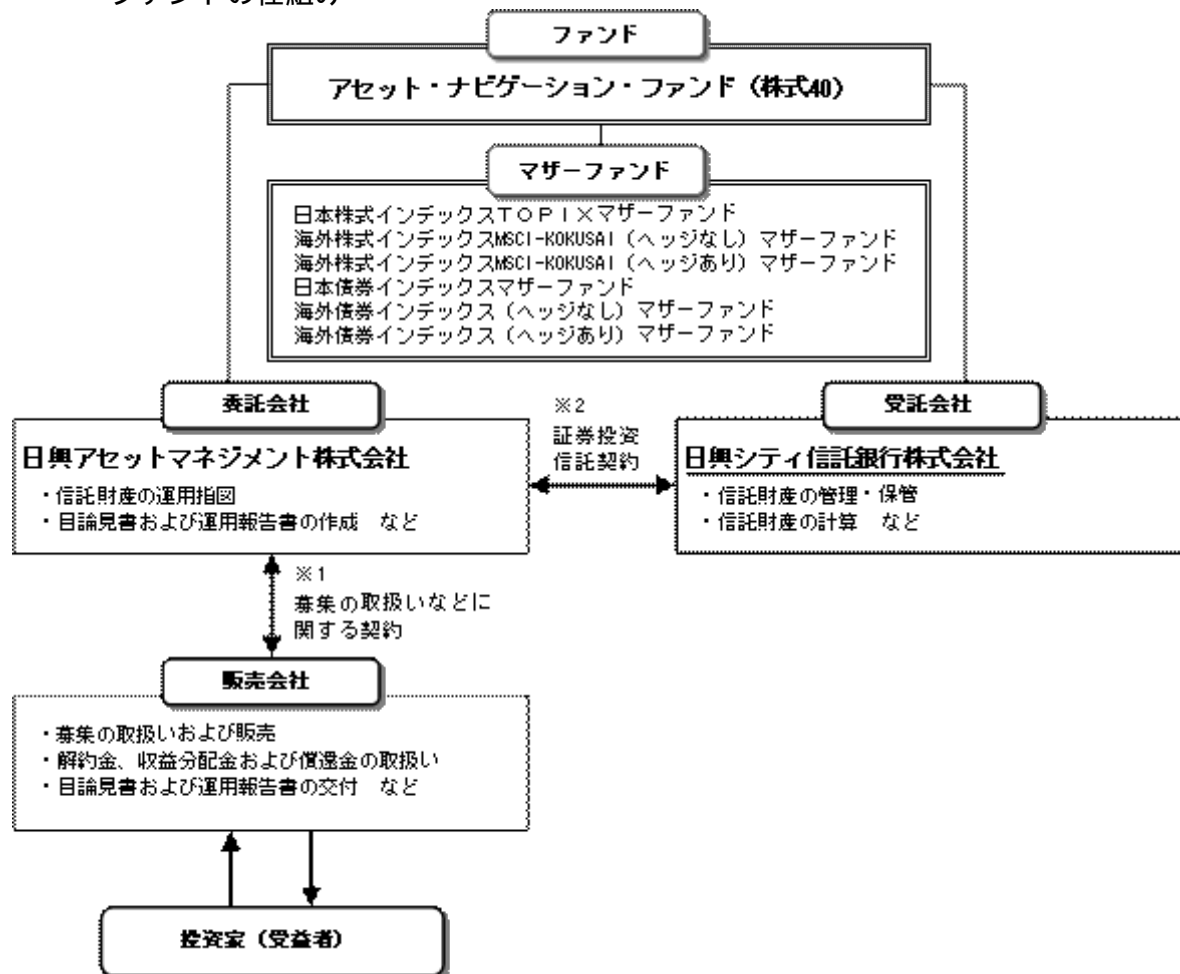 ファンドの仕組み
ファンド
アセット・ナビゲーション・ファンド（株式40）
マザーファンド
日本株式インデックスＴＯＰＩＸマザーファンド
海外株式インデックスMSCI-KOKUSAI（ヘッジなし）マザーファンド
海外株式インデックスMSCI-KOKUSAI（ヘッジあり）マザーファンド
日本債券インデックスマザーファンド
海外債券インデックス（ヘッジなし）マザーファンド
海外債券インデックス（ヘッジあり）マザーファンド
委託会社
日興アセットマネジメント株式会社
・信託財産の運用指図
・目論見書および運用報告書の作成　など
※2
証券投資
信託契約
受託会社
日興シティ信託銀行株式会社
・信託財産の管理・保管
・信託財産の計算　など
※1
募集の取扱いなどに
関する契約
販売会社
・募集の取扱いおよび販売
・解約金、収益分配金および償還金の取扱い
・目論見書および運用報告書の交付　など
投資家（受益者）